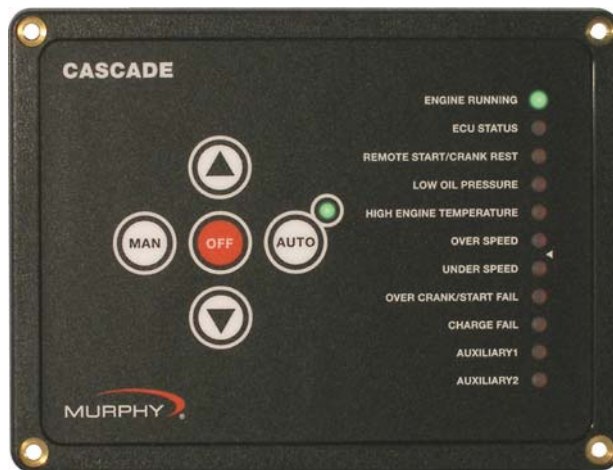 CASCADE
MAN
OFF
AUTO
MURPHY®
ENGINE RUNNING
ECU STATUS
REMOTE START/CRANK REST
LOW OIL PRESSURE
HIGH ENGINE TEMPERATURE
OVER SPEED
UNDER SPEED
OVER CRANK/START FAIL
CHARGE FAIL
AUXILIARY1
AUXILIARY2